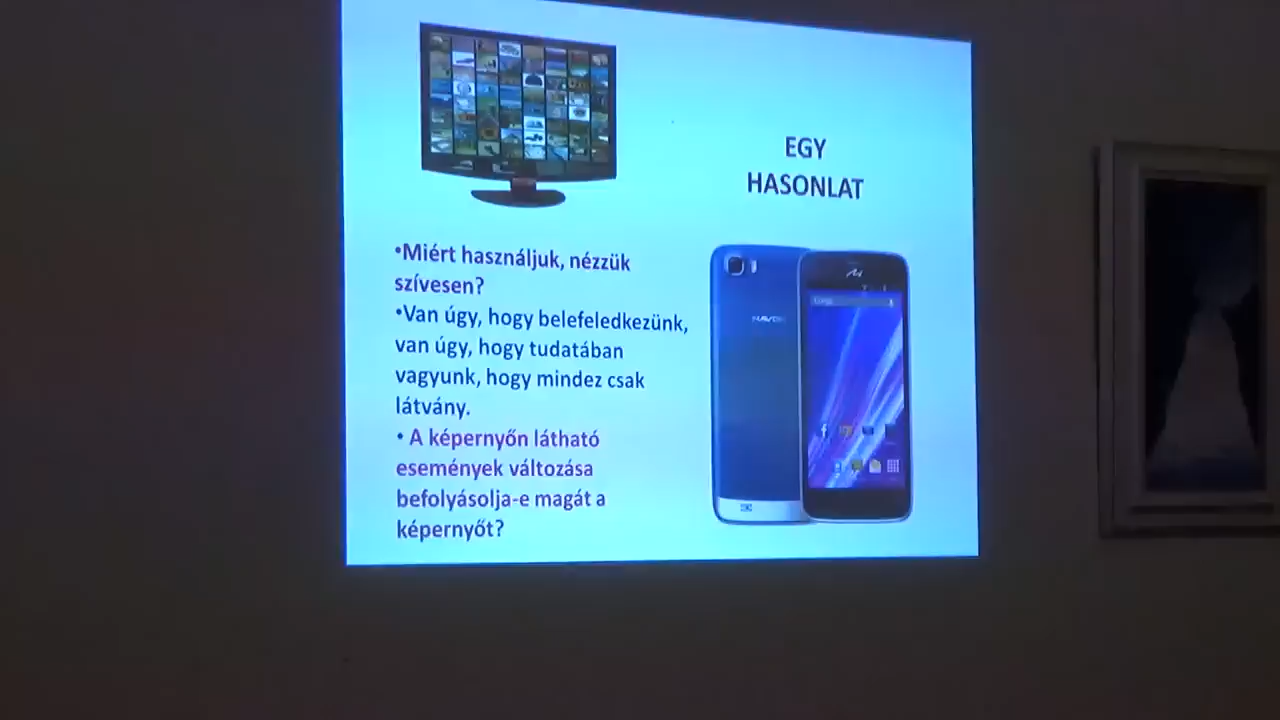 EGY
HASONLAT
•Miért használjuk, nézzük
szívesen?
•Van úgy, hogy belefeledkezünk,
van úgy, hogy tudatában
vagyunk, hogy mindez csak
látvány.
• A képernyőn látható
események változása
befolyásolja-e magát a
képernyőt?